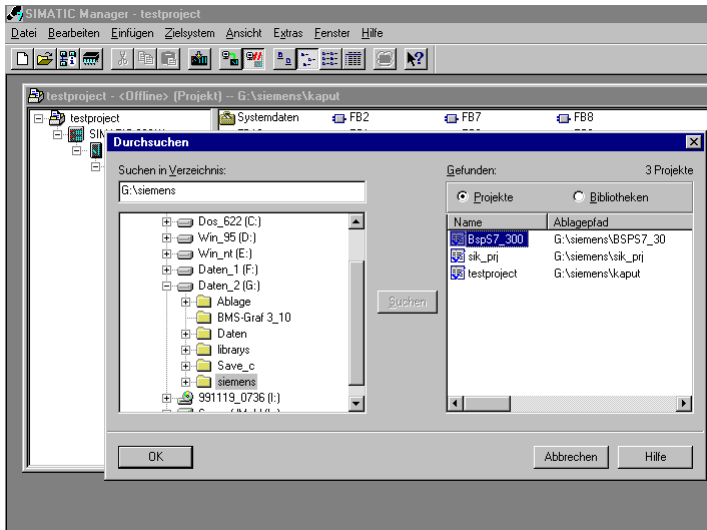 SIMATIC Manager - testproject
Datei Bearbeiten Einfügen Zielsystem Ansicht Extras Fenster Hilfe
testproject - <Offline> (Projekt) -- G:\siemens\kaput
testproject
Systemdaten FB2 FB7 FB8
Durchsuchen
Suchen in Verzeichnis:
G:\siemens
Gefunden: 3 Projekte
Projekte Bibliotheken
Name Ablagepfad
BspS7_300 G:\siemens\BSPS7_30
sik_prj G:\siemens\sik_prj
testproject G:\siemens\kaput
Dos_622 (C:)
Win_95 (D:)
Win_nt (E:)
Daten_1 (F:)
Daten_2 (G:)
Ablage
BMS-Graf 3_10
Daten
librarys
Save_c
siemens
991119_0736 (I:)
Suchen
OK
Abbrechen Hilfe